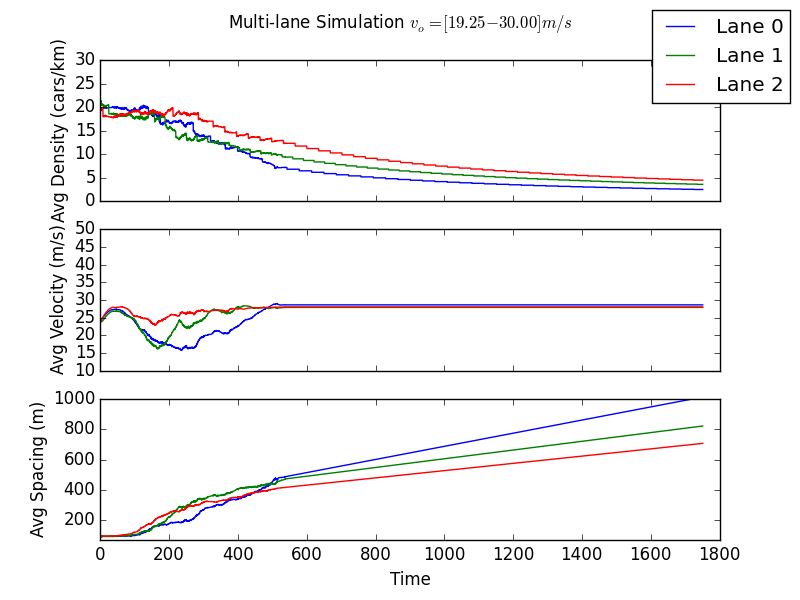 Multi-lane Simulation v_o =[19.25−30.00]m/s
Lane 0
Lane 1
Lane 2
Avg Density (cars/km)
30
25
20
15
10
5
0
Avg Velocity (m/s)
50
45
40
35
30
25
20
15
10
Avg Spacing (m)
1000
800
600
400
200
0 200 400 600 800 1000 1200 1400 1600 1800
Time